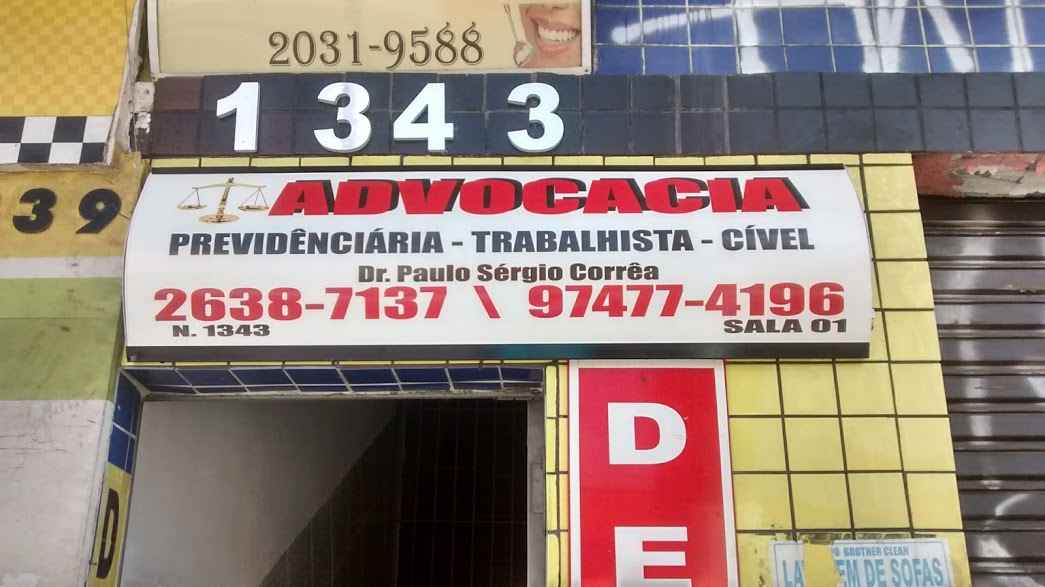 2031-9588
1343
39
ADVOCACIA
PREVIDÊNCIÁRIA - TRABALHISTA - CÍVEL
Dr. Paulo Sérgio Corrêa
2638-7137 \ 97477-4196
N. 1343 SALA 01
D
E
D
BROTHER CLEAN
EM DE SOFAS